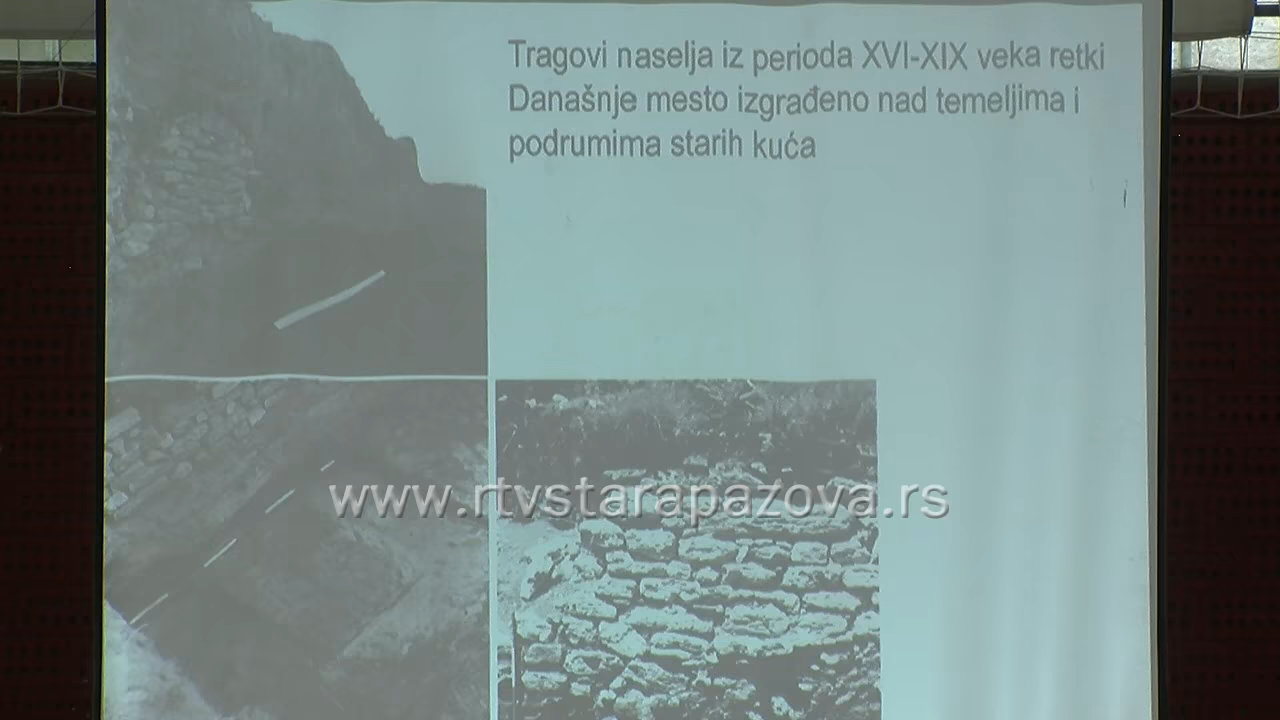 Tragovi naselja iz perioda XVI-XIX veka retki
Današnje mesto izgrađeno nad temeljima i
podrumima starih kuća
www.rtvstarapazova.rs